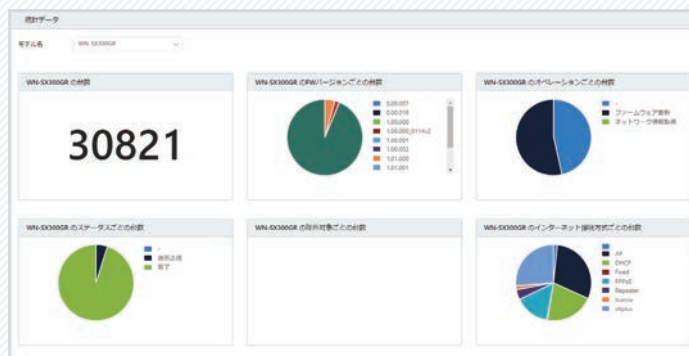 統計データ
モデル名 WN-SX300GR
WN-SX300GR の台数
30821
WN-SX300GR のFWバージョンごとの台数
0.00.007
0.00.018
1.00.000
1.00.000_0114v2
1.00.001
1.00.002
1.01.000
1.01.001
WN-SX300GR のオペレーションごとの台数
-
ファームウェア更新
ネットワーク情報取得
WN-SX300GR のステータスごとの台数
-
完了
WN-SX300GR の除外対象ごとの台数
WN-SX300GR のインターネット接続方式ごとの台数
-
AP
DHCP
Fixed
PPPoE
Repeater
transix
v6plus